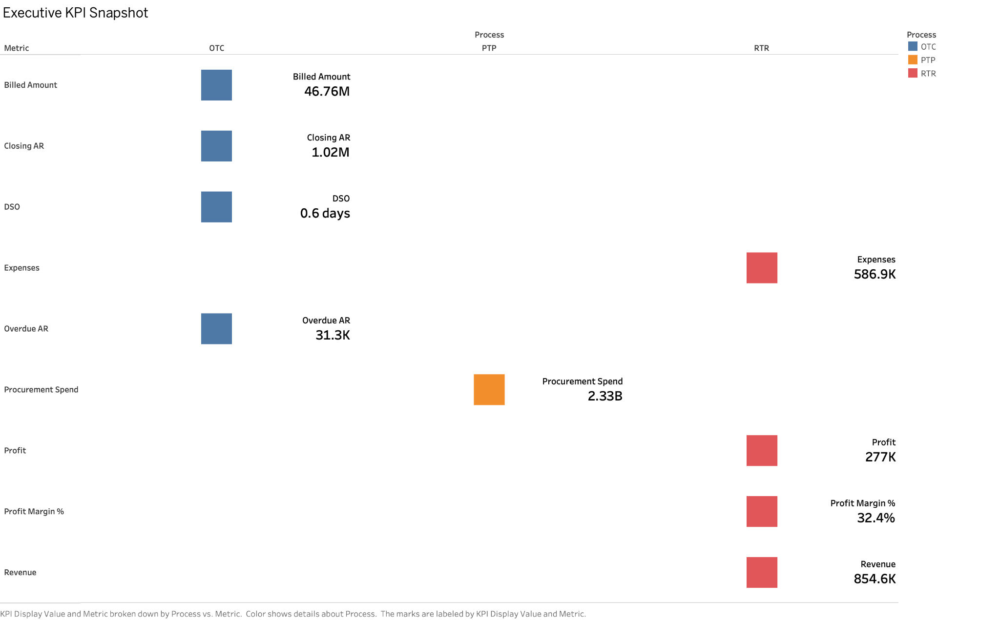 Executive KPI Snapshot
Process
Metric OTC PTP RTR
Process
OTC
PTP
RTR
Billed Amount
Billed Amount
46.76M
Closing AR
Closing AR
1.02M
DSO
DSO
0.6 days
Expenses
Expenses
586.9K
Overdue AR
Overdue AR
31.3K
Procurement Spend
Procurement Spend
2.33B
Profit
Profit
277K
Profit Margin %
Profit Margin %
32.4%
Revenue
Revenue
854.6K
KPI Display Value and Metric broken down by Process vs. Metric. Color shows details about Process. The marks are labeled by KPI Display Value and Metric.